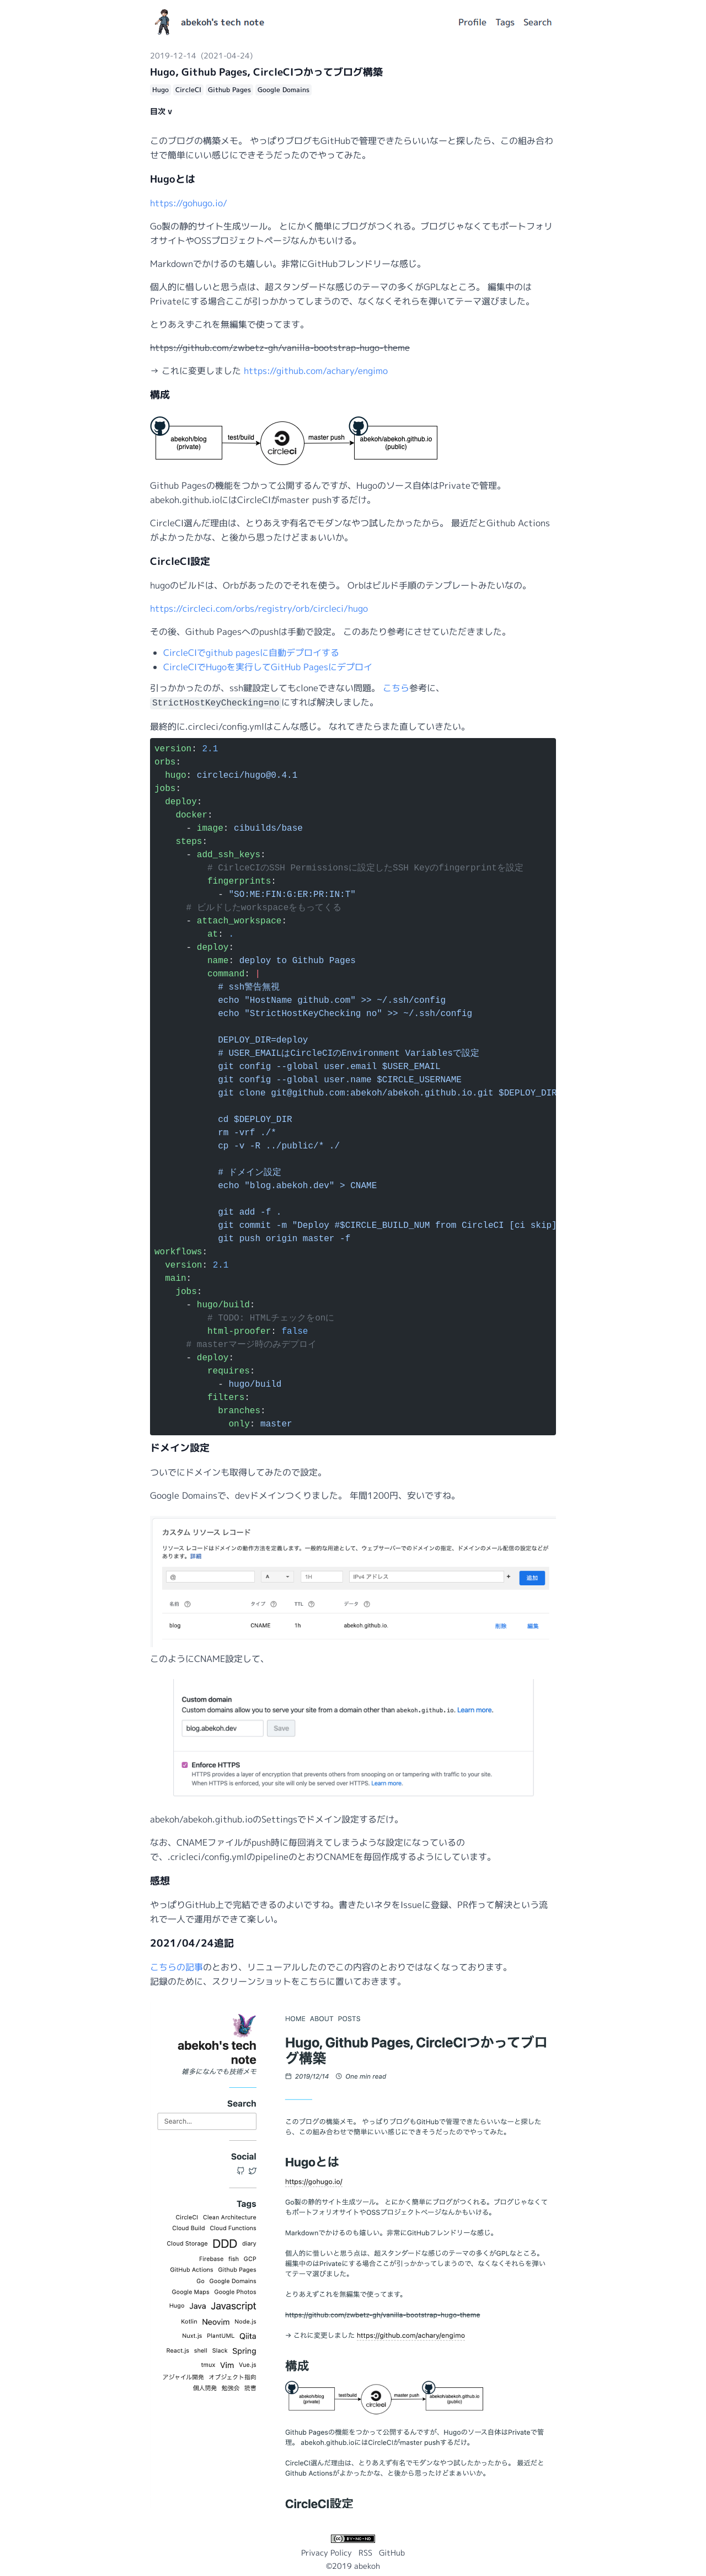 abekoh's tech note
Profile Tags Search
2019-12-14 (2021-04-24)
Hugo, Github Pages, CircleCIつかってブログ構築
Hugo CircleCI Github Pages Google Domains
目次 v
このブログの構築メモ。 やっぱりブログもGitHubで管理できたらいいなーと探したら、この組み合わ
せで簡単にいい感じにできそうだったのでやってみた。
Hugoとは
https://gohugo.io/
Go製の静的サイト生成ツール。 とにかく簡単にブログがつくれる。ブログじゃなくてもポートフォリ
オサイトやOSSプロジェクトページなんかもいける。
Markdownでかけるのも嬉しい。非常にGitHubフレンドリーな感じ。
個人的に惜しいと思う点は、超スタンダードな感じのテーマの多くがGPLなところ。 編集中のは
Privateにする場合ここが引っかかってしまうので、なくなくそれらを弾いてテーマ選びました。
とりあえずこれを無編集で使ってます。
https://github.com/zwbetz-gh/vanilla-bootstrap-hugo-theme
→ これに変更しました https://github.com/achary/engimo
構成
abekoh/blog
(private)
test/build
circleci
master push
abekoh/abekoh.github.io
(public)
Github Pagesの機能をつかって公開するんですが、Hugoのソース自体はPrivateで管理。
abekoh.github.ioにはCircleCIがmaster pushするだけ。
CircleCI選んだ理由は、とりあえず有名でモダンなやつ試したかったから。 最近だとGithub Actions
がよかったかな、と後から思ったけどまぁいいか。
CircleCI設定
hugoのビルドは、Orbがあったのでそれを使う。 Orbはビルド手順のテンプレートみたいなの。
https://circleci.com/orbs/registry/orb/circleci/hugo
その後、Github Pagesへのpushは手動で設定。 このあたり参考にさせていただきました。
CircleCIでgithub pagesに自動デプロイする
CircleCIでHugoを実行してGitHub Pagesにデプロイ
引っかかったのが、ssh鍵設定してもcloneできない問題。 こちら参考に、
StrictHostKeyChecking=no にすれば解決しました。
最終的に.circleci/config.ymlはこんな感じ。 なれてきたらまた直していきたい。
version: 2.1
orbs:
  hugo: circleci/hugo@0.4.1
jobs:
  deploy:
    docker:
      - image: cibuilds/base
    steps:
      - add_ssh_keys:
          # CirlceCIのSSH Permissionsに設定したSSH Keyのfingerprintを設定
          fingerprints:
            - "SO:ME:FIN:G:ER:PR:IN:T"
      # ビルドしたworkspaceをもってくる
      - attach_workspace:
          at: .
      - deploy:
          name: deploy to Github Pages
          command: |
            # ssh警告無視
            echo "HostName github.com" >> ~/.ssh/config
            echo "StrictHostKeyChecking no" >> ~/.ssh/config
            DEPLOY_DIR=deploy
            # USER_EMAILはCircleCIのEnvironment Variablesで設定
            git config --global user.email $USER_EMAIL
            git config --global user.name $CIRCLE_USERNAME
            git clone git@github.com:abekoh/abekoh.github.io.git $DEPLOY_DIR
            cd $DEPLOY_DIR
            rm -vrf ./*
            cp -v -R ../public/* ./
            # ドメイン設定
            echo "blog.abekoh.dev" > CNAME
            git add -f .
            git commit -m "Deploy #$CIRCLE_BUILD_NUM from CircleCI [ci skip]
            git push origin master -f
workflows:
  version: 2.1
  main:
    jobs:
      - hugo/build:
          # TODO: HTMLチェックをonに
          html-proofer: false
      # masterマージ時のみデプロイ
      - deploy:
          requires:
            - hugo/build
          filters:
            branches:
              only: master
ドメイン設定
ついでにドメインも取得してみたので設定。
Google Domainsで、devドメインつくりました。 年間1200円、安いですね。
カスタム リソース レコード
リソース レコードはドメインの動作方法を定義します。一般的な用途として、ウェブサーバーでのドメインの指定、ドメインのメール配信の設定などが
あります。詳細
@ A 1H IPv4 アドレス + 追加
名前 タイプ TTL データ
blog CNAME 1h abekoh.github.io. 削除 編集
このようにCNAME設定して、
Custom domain
Custom domains allow you to serve your site from a domain other than abekoh.github.io. Learn more.
blog.abekoh.dev Save
Enforce HTTPS
HTTPS provides a layer of encryption that prevents others from snooping on or tampering with traffic to your site.
When HTTPS is enforced, your site will only be served over HTTPS. Learn more.
abekoh/abekoh.github.ioのSettingsでドメイン設定するだけ。
なお、CNAMEファイルがpush時に毎回消えてしまうような設定になっているの
で、.cricleci/config.ymlのpipelineのとおりCNAMEを毎回作成するようにしています。
感想
やっぱりGitHub上で完結できるのよいですね。書きたいネタをIssueに登録、PR作って解決という流
れで一人で運用ができて楽しい。
2021/04/24追記
こちらの記事のとおり、リニューアルしたのでこの内容のとおりではなくなっております。
記録のために、スクリーンショットをこちらに置いておきます。
abekoh's tech
note
雑多になんでも技術メモ
Search
Search...
Social
Tags
CircleCI Clean Architecture
Cloud Build Cloud Functions
Cloud Storage DDD diary
Firebase fish GCP
GitHub Actions Github Pages
Go Google Domains
Google Maps Google Photos
Hugo Java Javascript
Kotlin Neovim Node.js
Nuxt.js PlantUML Qiita
React.js shell Slack Spring
tmux Vim Vue.js
アジャイル開発 オブジェクト指向
個人開発 勉強会 読書
HOME ABOUT POSTS
Hugo, Github Pages, CircleCIつかってブロ
グ構築
2019/12/14 One min read
このブログの構築メモ。 やっぱりブログもGitHubで管理できたらいいなーと探した
ら、この組み合わせで簡単にいい感じにできそうだったのでやってみた。
Hugoとは
https://gohugo.io/
Go製の静的サイト生成ツール。 とにかく簡単にブログがつくれる。ブログじゃなくて
もポートフォリオサイトやOSSプロジェクトページなんかもいける。
Markdownでかけるのも嬉しい。非常にGitHubフレンドリーな感じ。
個人的に惜しいと思う点は、超スタンダードな感じのテーマの多くがGPLなところ。
編集中のはPrivateにする場合ここが引っかかってしまうので、なくなくそれらを弾い
てテーマ選びました。
とりあえずこれを無編集で使ってます。
https://github.com/zwbetz-gh/vanilla-bootstrap-hugo-theme
→ これに変更しました https://github.com/achary/engimo
構成
abekoh/blog
(private)
test/build
circleci
master push
abekoh/abekoh.github.io
(public)
Github Pagesの機能をつかって公開するんですが、Hugoのソース自体はPrivateで管
理。 abekoh.github.ioにはCircleCIがmaster pushするだけ。
CircleCI選んだ理由は、とりあえず有名でモダンなやつ試したかったから。 最近だと
Github Actionsがよかったかな、と後から思ったけどまぁいいか。
CircleCI設定
cc BY-NC-ND
Privacy Policy RSS GitHub
©2019 abekoh